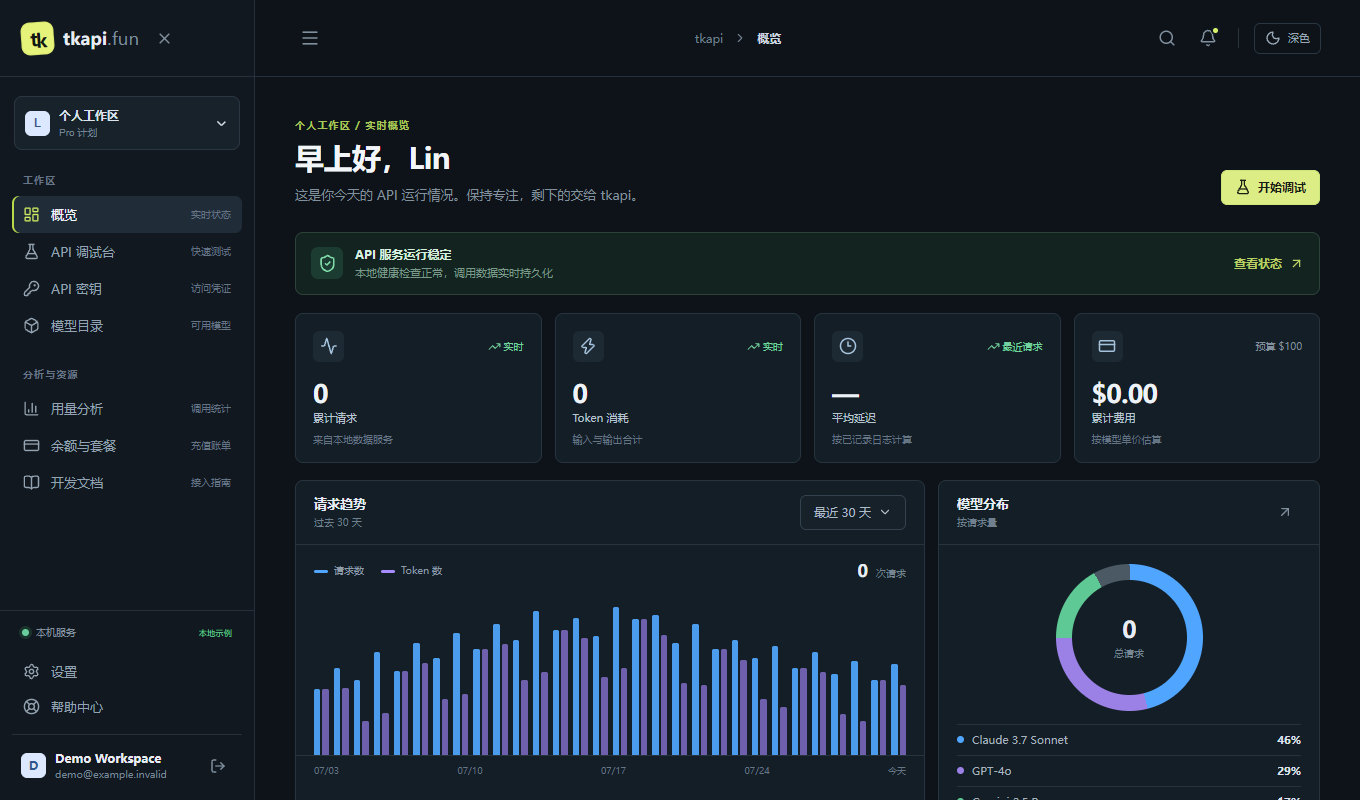 tk tkapi.fun
tkapi > 概览
深色
L
个人工作区
Pro 计划
工作区
概览 实时状态
API 调试台 快速测试
API 密钥 访问凭证
模型目录 可用模型
分析与资源
用量分析 调用统计
余额与套餐 充值账单
开发文档 接入指南
本机服务 本地示例
设置
帮助中心
D
Demo Workspace
demo@example.invalid
个人工作区 / 实时概览
早上好，Lin
这是你今天的 API 运行情况。保持专注，剩下的交给 tkapi。
开始调试
API 服务运行稳定
本地健康检查正常，调用数据实时持久化
查看状态
实时
0
累计请求
来自本地数据服务
实时
0
Token 消耗
输入与输出合计
最近请求
—
平均延迟
按已记录日志计算
预算 $100
$0.00
累计费用
按模型单价估算
请求趋势
过去 30 天
最近 30 天
请求数 Token 数
0 次请求
07/03 07/10 07/17 07/24 今天
模型分布
按请求量
0
总请求
Claude 3.7 Sonnet 46%
GPT-4o 29%